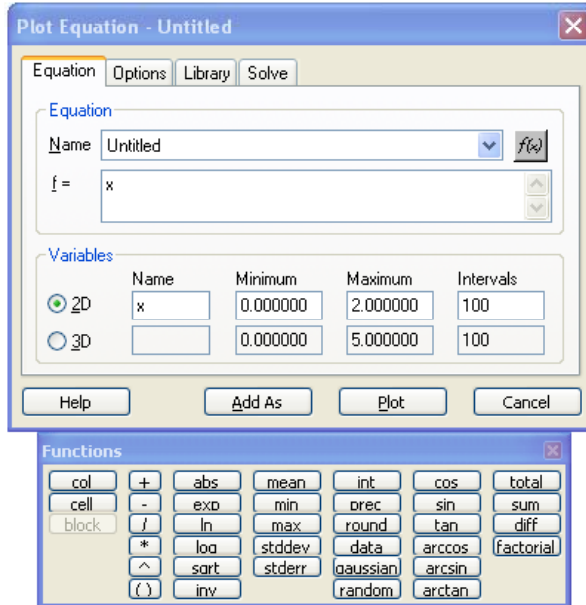 Plot Equation - Untitled
Equation Options Library Solve
Equation
Name Untitled f(x)
f = x
Variables
Name Minimum Maximum Intervals
2D x 0.000000 2.000000 100
3D 0.000000 5.000000 100
Help Add As Plot Cancel
Functions
col + abs mean int cos total
cell - exp min prec sin sum
block / ln max round tan diff
* log stddev data arccos factorial
^ sqrt stderr gaussian arcsin
( ) inv random arctan